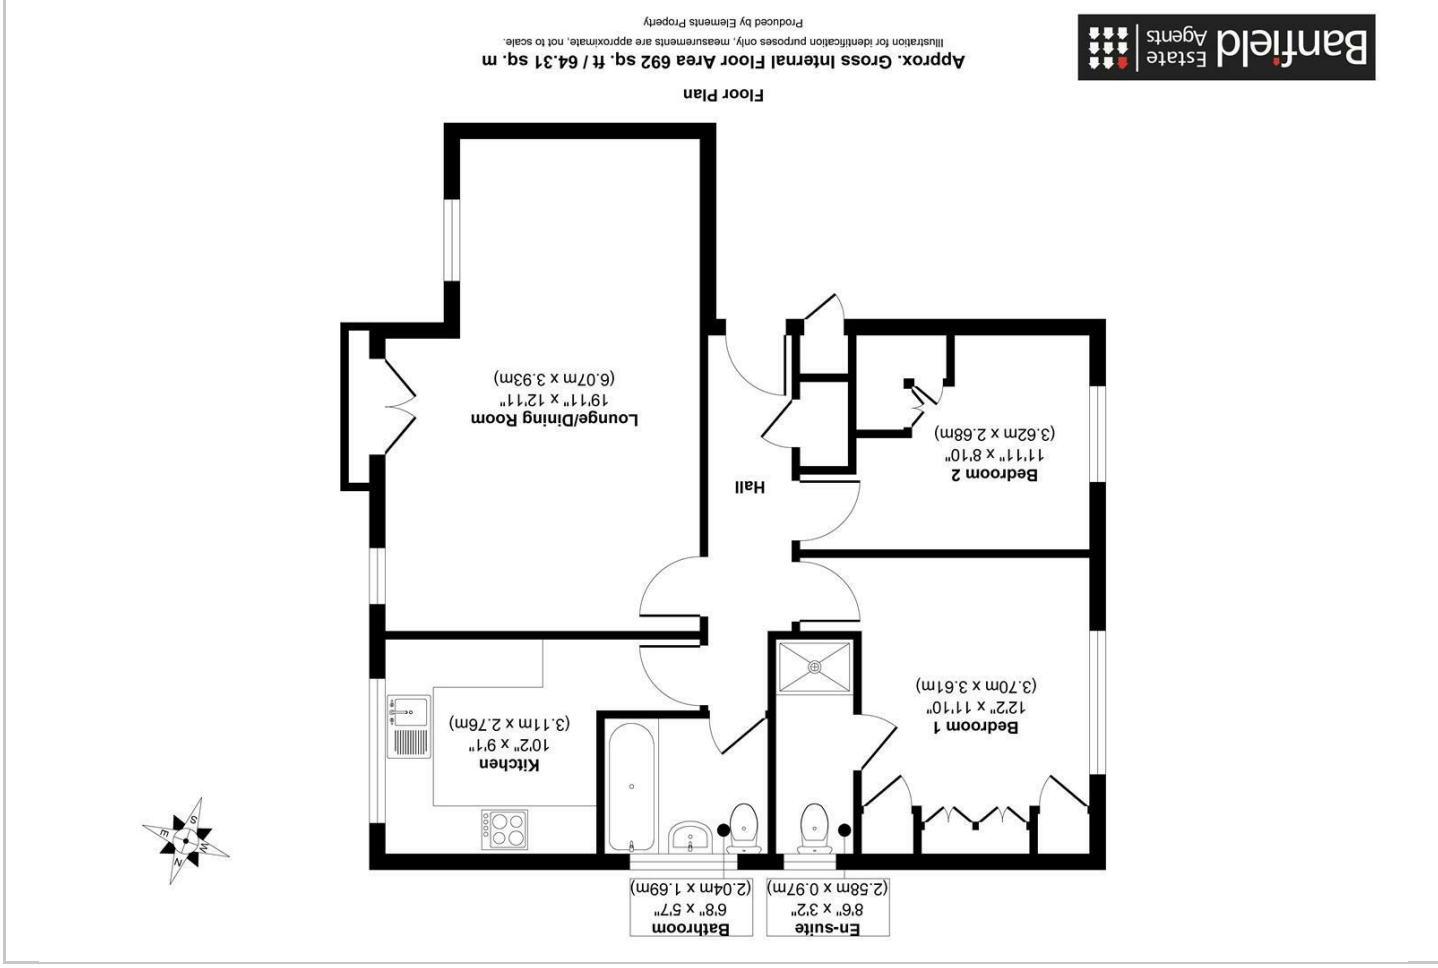 En-suite
8'6" x 3'2"
(2.58m x 0.97m)
Bathroom
6'8 x 5'7"
(2.04m x 1.69m)
N
E
W
S
Kitchen
10'2" x 9'1"
(3.11m x 2.76m)
Bedroom 1
12'2" x 11'10"
(3.70m x 3.61m)
Hall
Bedroom 2
11'11" x 8'10"
(3.62m x 2.68m)
Lounge/Dining Room
19'11" x 12'11"
(6.07m x 3.93m)
Floor Plan
Approx. Gross Internal Floor Area 692 sq. ft / 64.31 sq. m
Illustration for identification purposes only, measurements are approximate, not to scale.
Produced by Elements Property
Banfield
Estate
Agents